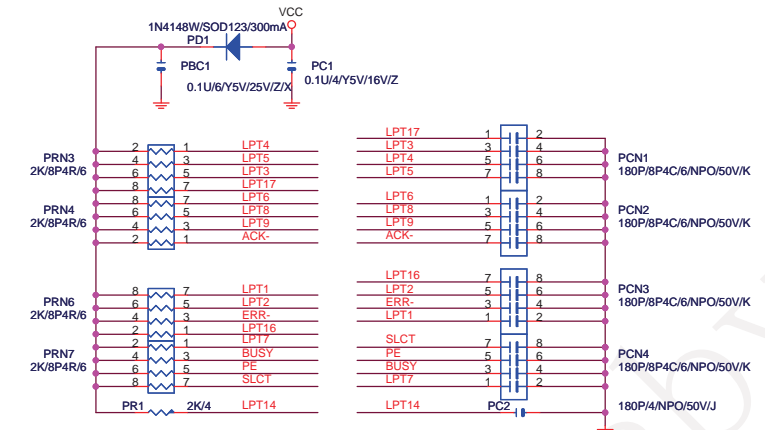 VCC
1N4148W/SOD123/300mA
PD1
PBC1
PC1
0.1U/6/Y5V/25V/Z/X
0.1U/4/Y5V/16V/Z
PRN3
2K/8P4R/6
2 1 LPT4
4 3 LPT5
6 5 LPT3
8 7 LPT17
PRN4
2K/8P4R/6
8 7 LPT6
6 5 LPT8
4 3 LPT9
2 1 ACK-
PRN6
2K/8P4R/6
8 7 LPT1
6 5 LPT2
4 3 ERR-
2 1 LPT16
PRN7
2K/8P4R/6
2 1 LPT7
4 3 BUSY
6 5 PE
8 7 SLCT
PR1 2K/4 LPT14
LPT17 1 2
LPT3 3 4
LPT4 5 6
LPT5 7 8
PCN1
180P/8P4C/6/NPO/50V/K
LPT6 1 2
LPT8 3 4
LPT9 5 6
ACK- 7 8
PCN2
180P/8P4C/6/NPO/50V/K
LPT16 7 8
LPT2 5 6
ERR- 3 4
LPT1 1 2
PCN3
180P/8P4C/6/NPO/50V/K
SLCT 7 8
PE 5 6
BUSY 3 4
LPT7 1 2
PCN4
180P/8P4C/6/NPO/50V/K
LPT14 PC2 180P/4/NPO/50V/J